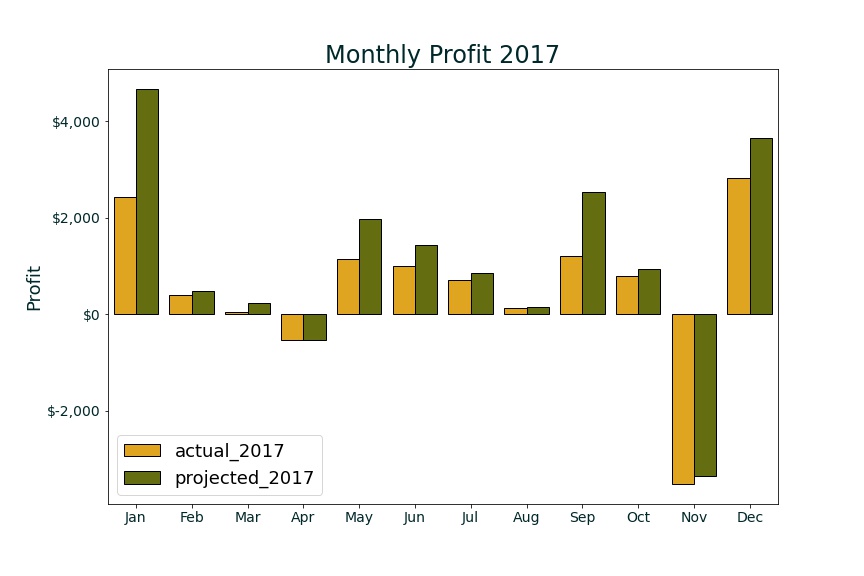 Monthly Profit 2017
Profit
$4,000
$2,000
$0
$-2,000
actual_2017
projected_2017
Jan Feb Mar Apr May Jun Jul Aug Sep Oct Nov Dec